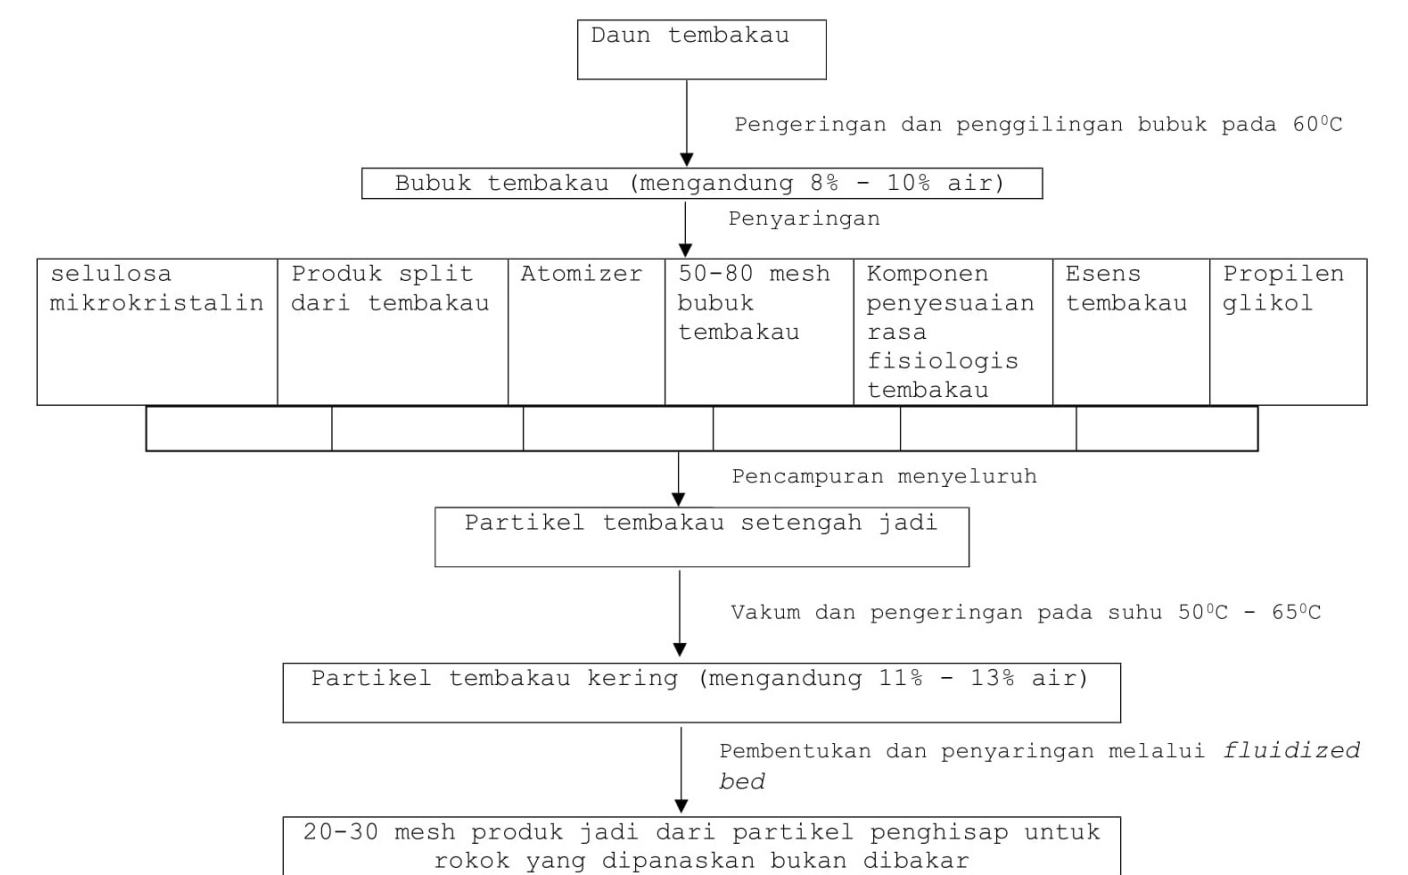 Daun tembakau
Pengeringan dan penggilingan bubuk pada 60⁰C
Bubuk tembakau (mengandung 8% - 10% air)
Penyaringan
selulosa
mikrokristalin
Produk split
dari tembakau
Atomizer
50-80 mesh
bubuk
tembakau
Komponen
penyesuaian
rasa
fisiologis
tembakau
Esens
tembakau
Propilen
glikol
Pencampuran menyeluruh
Partikel tembakau setengah jadi
Vakum dan pengeringan pada suhu 50⁰C - 65⁰C
Partikel tembakau kering (mengandung 11% - 13% air)
Pembentukan dan penyaringan melalui fluidized
bed
20-30 mesh produk jadi dari partikel penghisap untuk
rokok yang dipanaskan bukan dibakar